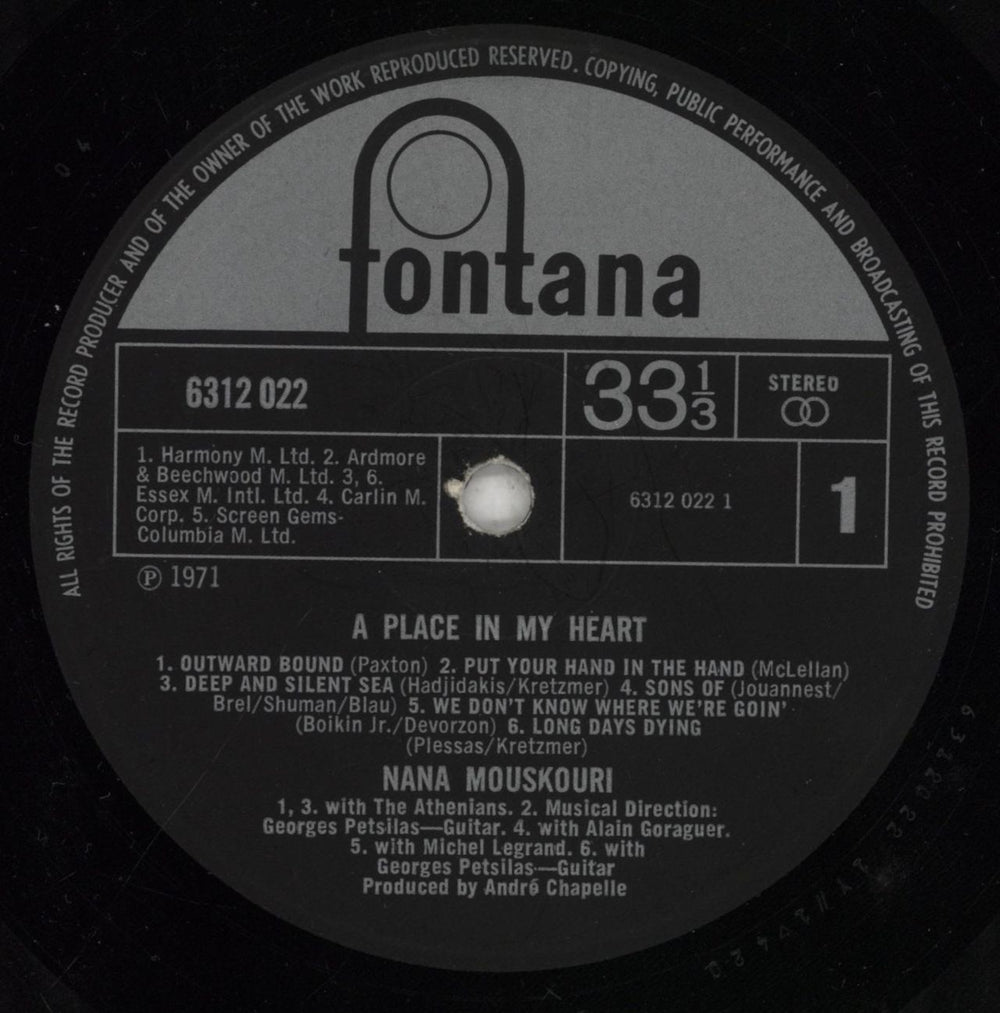 ALL RIGHTS OF THE RECORD PRODUCER AND OF THE OWNER OF THE WORK REPRODUCED RESERVED. COPYING, PUBLIC PERFORMANCE AND BROADCASTING OF THIS RECORD PROHIBITED
fontana
6312 022
33 1/3
STEREO
1. Harmony M. Ltd. 2. Ardmore
& Beechwood M. Ltd. 3, 6.
Essex M. Intl. Ltd. 4. Carlin M.
Corp. 5. Screen Gems-
Columbia M. Ltd.
6312 022 1
1
℗ 1971
A PLACE IN MY HEART
1. OUTWARD BOUND (Paxton) 2. PUT YOUR HAND IN THE HAND (McLellan)
3. DEEP AND SILENT SEA (Hadjidakis/Kretzmer) 4. SONS OF (Jouannest/
Brel/Shuman/Blau) 5. WE DON'T KNOW WHERE WE'RE GOIN'
(Boikin Jr./Devorzon) 6. LONG DAYS DYING
(Plessas/Kretzmer)
NANA MOUSKOURI
1, 3. with The Athenians. 2. Musical Direction:
Georges Petsilas—Guitar. 4. with Alain Goraguer.
5. with Michel Legrand. 6. with
Georges Petsilas—Guitar
Produced by André Chapelle